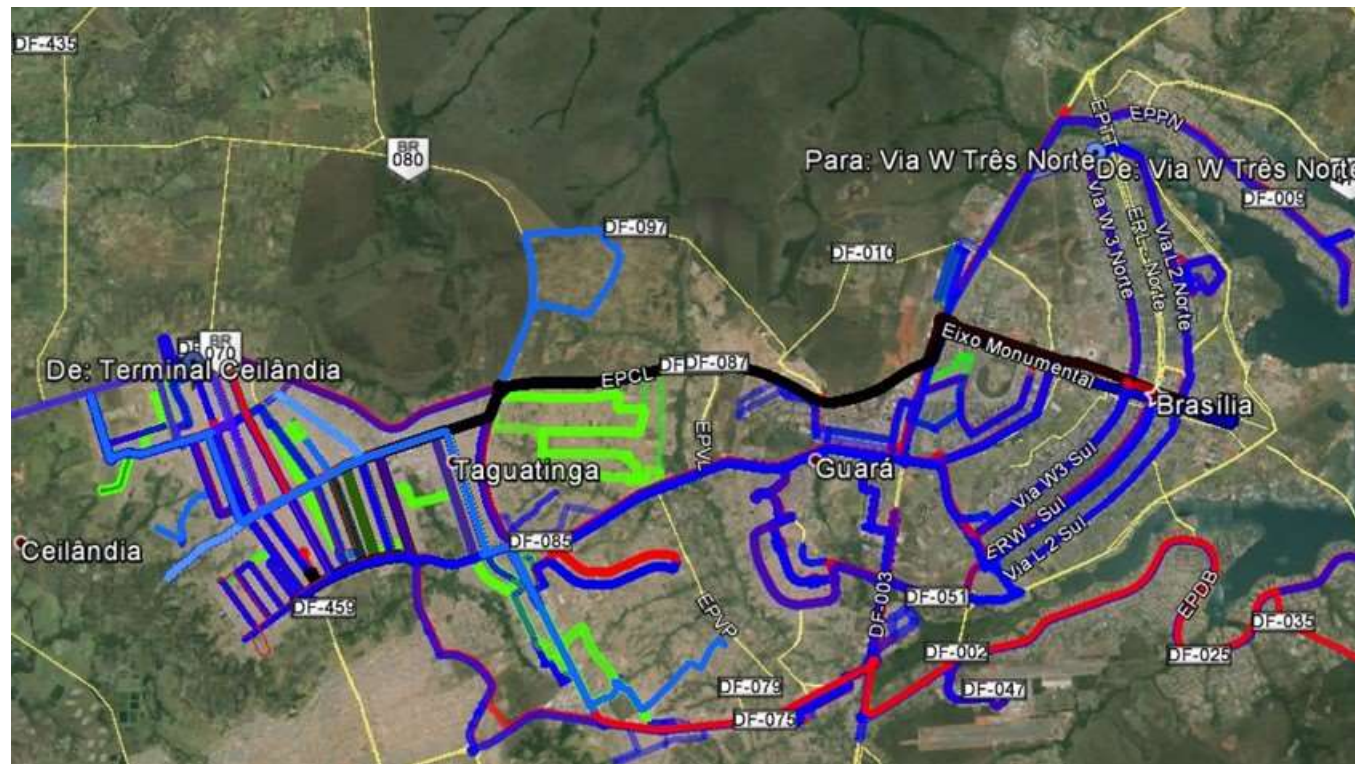 DF-435
BR
080
EPTT
EPPN
Para: Via W Três Norte
De: Via W Três Norte
DF-009
DF-097
DF-010
Via W 3 Norte
ERL - Norte
Via L2 Norte
BR
070
De: Terminal Ceilândia
Eixo Monumental
EPCL
DF-087
Brasília
EPVL
Taguatinga
Guará
Via W3 Sul
ERW - Sul
Via L 2 Sul
Ceilândia
DF-085
DF-459
EPVP
DF-003
DF-051
EPDB
DF-035
DF-002
DF-025
DF-079
DF-047
DF-075